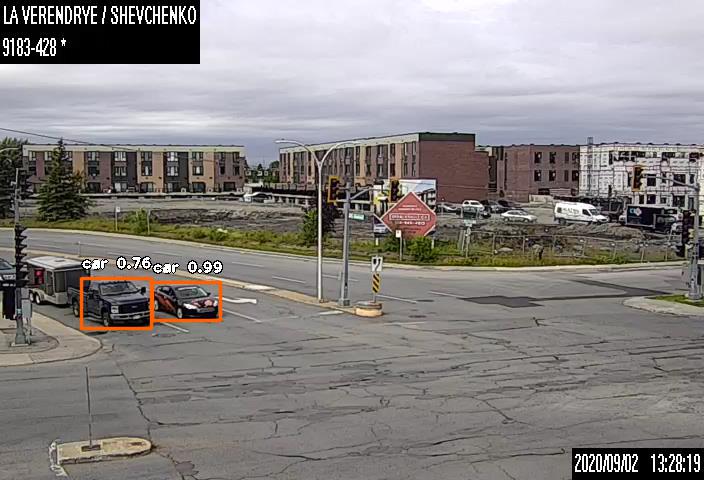 LA VERENDRYE / SHEVCHENKO
9183-428 *
car 0.76
car 0.99
2020/09/02 13:28:19